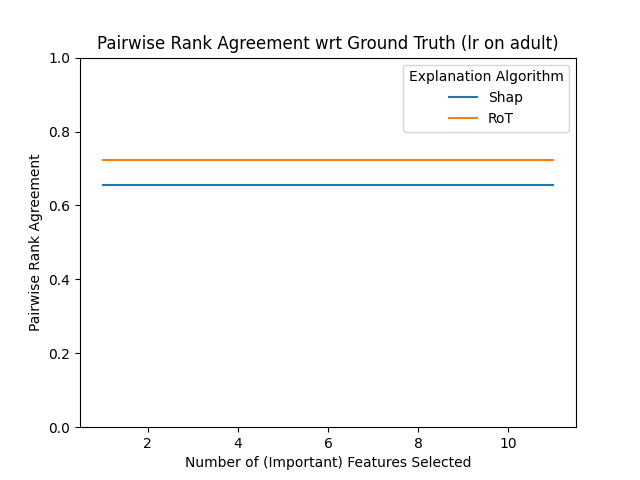 Pairwise Rank Agreement wrt Ground Truth (lr on adult)
Explanation Algorithm
Shap
RoT
Pairwise Rank Agreement
1.0
0.8
0.6
0.4
0.2
0.0
2 4 6 8 10
Number of (Important) Features Selected